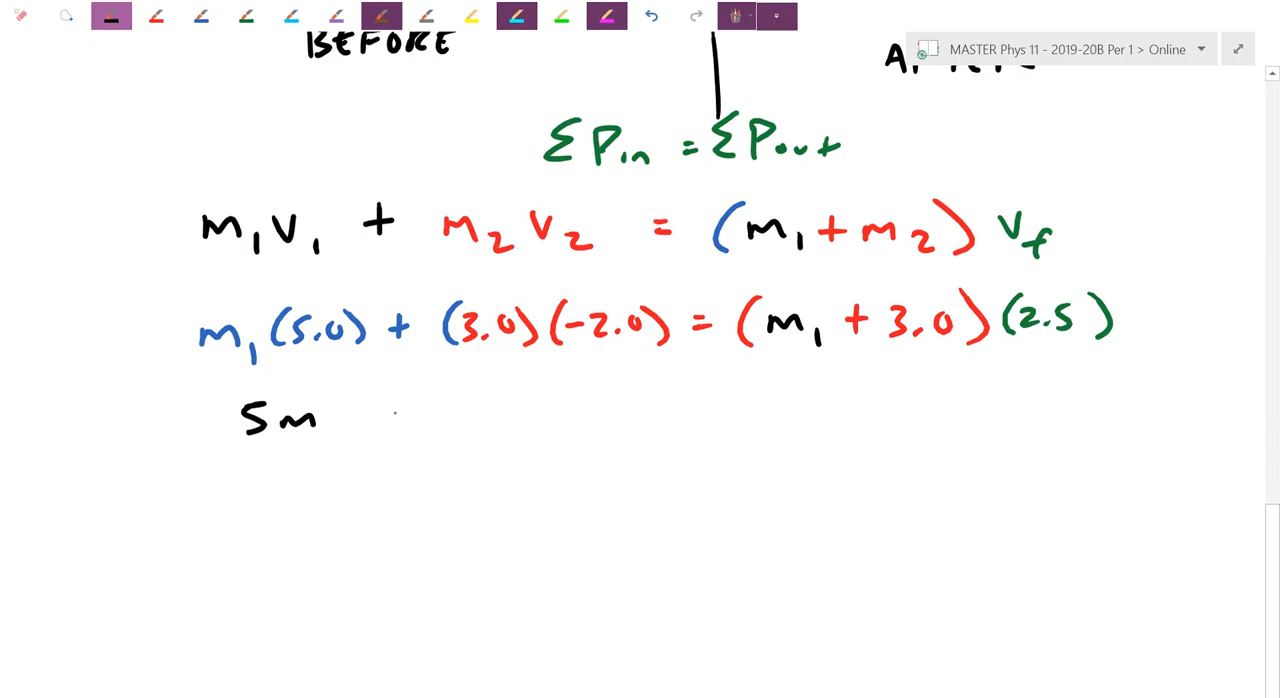 MASTER Phys 11 - 2019-20B Per 1 > Online
BEFORE
ΣPin = ΣPout
m₁v₁ + m₂v₂ = (m₁ + m₂)vf
m₁(5.0) + (3.0)(-2.0) = (m₁ + 3.0)(2.5)
5m